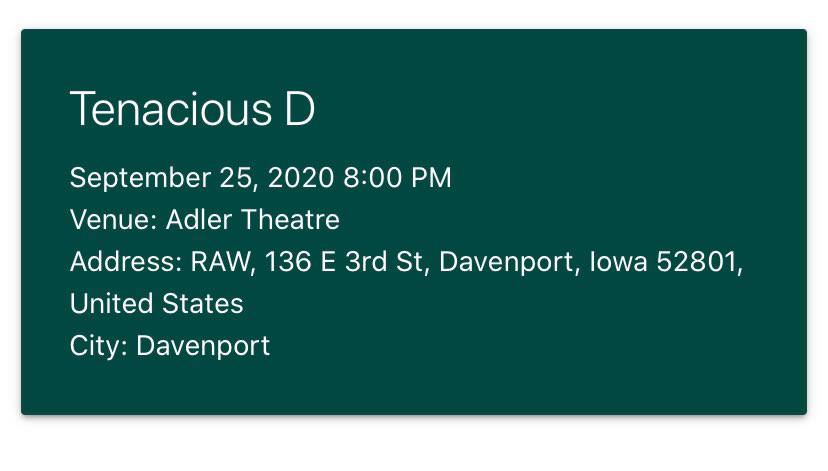 Tenacious D
September 25, 2020 8:00 PM
Venue: Adler Theatre
Address: RAW, 136 E 3rd St, Davenport, Iowa 52801,
United States
City: Davenport